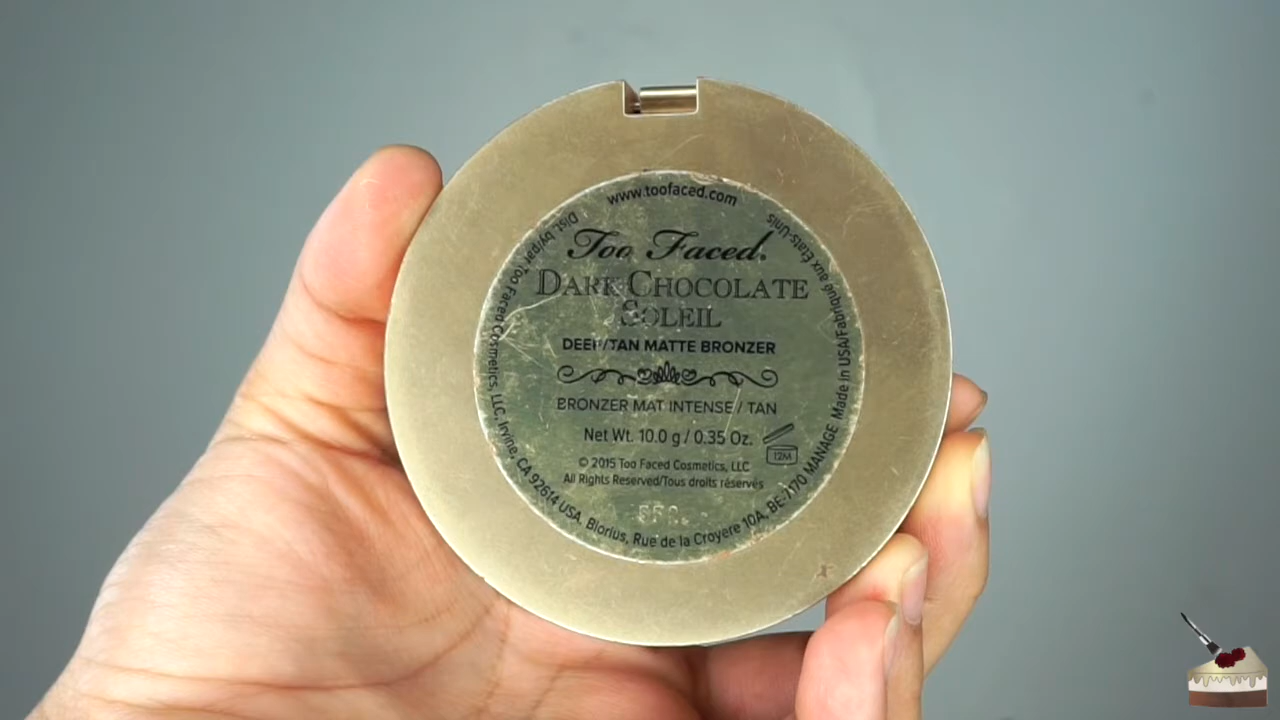 www.toofaced.com
Too Faced.
DARK CHOCOLATE
SOLEIL
DEEP/TAN MATTE BRONZER
BRONZER MAT INTENSE / TAN
Net Wt. 10.0 g / 0.35 Oz.
12M
© 2015 Too Faced Cosmetics, LLC
All Rights Reserved/Tous droits réservés
Dist. by/par Too Faced Cosmetics, LLC, Irvine, CA 92614 USA. Biorius, Rue de la Croyere 10A, BE-7170 MANAGE Made in USA/Fabriqué aux États-Unis